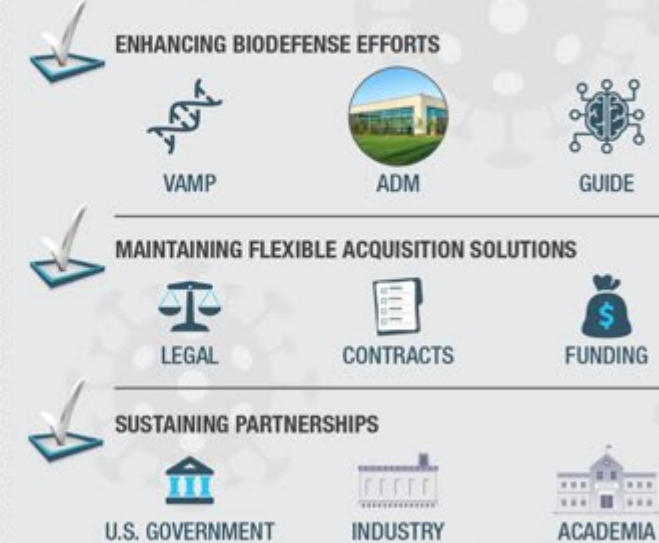 ENHANCING BIODEFENSE EFFORTS
VAMP ADM GUIDE
MAINTAINING FLEXIBLE ACQUISITION SOLUTIONS
$
LEGAL CONTRACTS FUNDING
SUSTAINING PARTNERSHIPS
U.S. GOVERNMENT INDUSTRY ACADEMIA